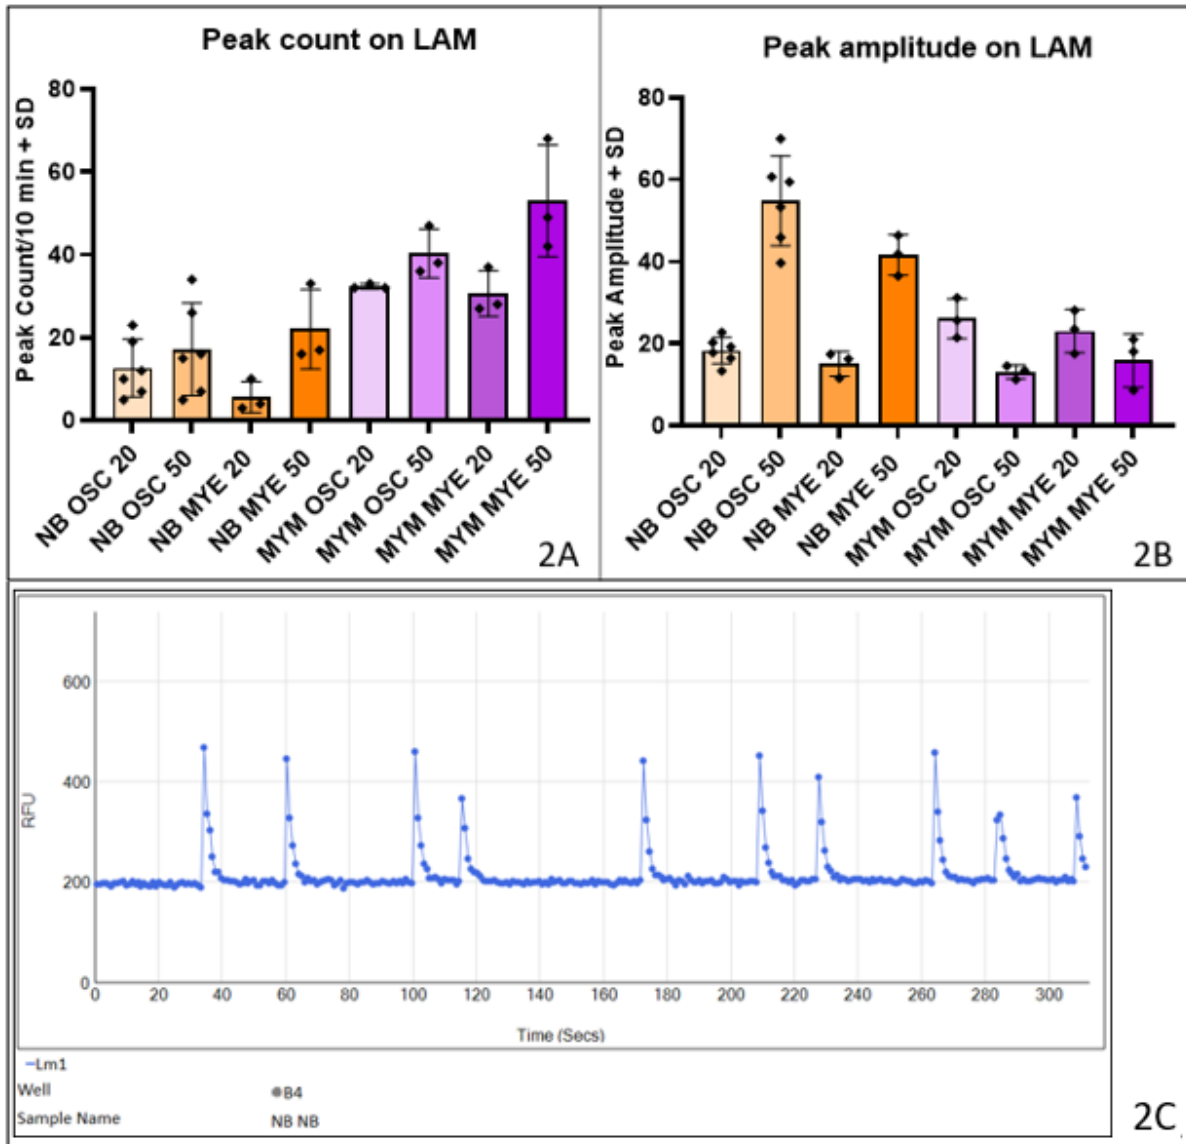 Peak count on LAM
Peak Count/10 min + SD
80
60
40
20
0
NB OSC 20
NB OSC 50
NB MYE 20
NB MYE 50
MYM OSC 20
MYM OSC 50
MYM MYE 20
MYM MYE 50
2A
Peak amplitude on LAM
Peak Amplitude + SD
80
60
40
20
0
NB OSC 20
NB OSC 50
NB MYE 20
NB MYE 50
MYM OSC 20
MYM OSC 50
MYM MYE 20
MYM MYE 50
2B
RFU
600
400
200
0
0 20 40 60 80 100 120 140 160 180 200 220 240 260 280 300
Time (Secs)
Lm1
Well B4
Sample Name NB NB
2C